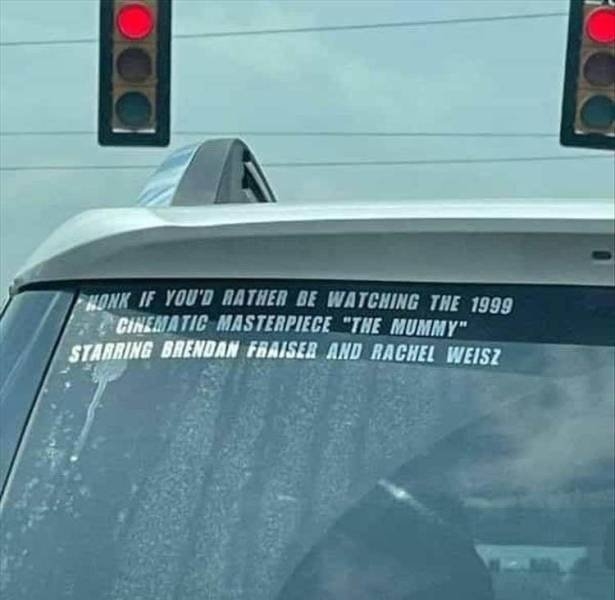 HONK IF YOU'D RATHER BE WATCHING THE 1999
CINEMATIC MASTERPIECE "THE MUMMY"
STARRING BRENDAN FRAISER AND RACHEL WEISZ